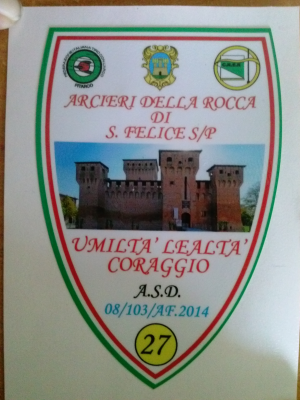 ARCIERI DELLA ROCCA
DI
S. FELICE S/P
UMILTA' LEALTA'
CORAGGIO
A.S.D.
08/103/AF.2014
27